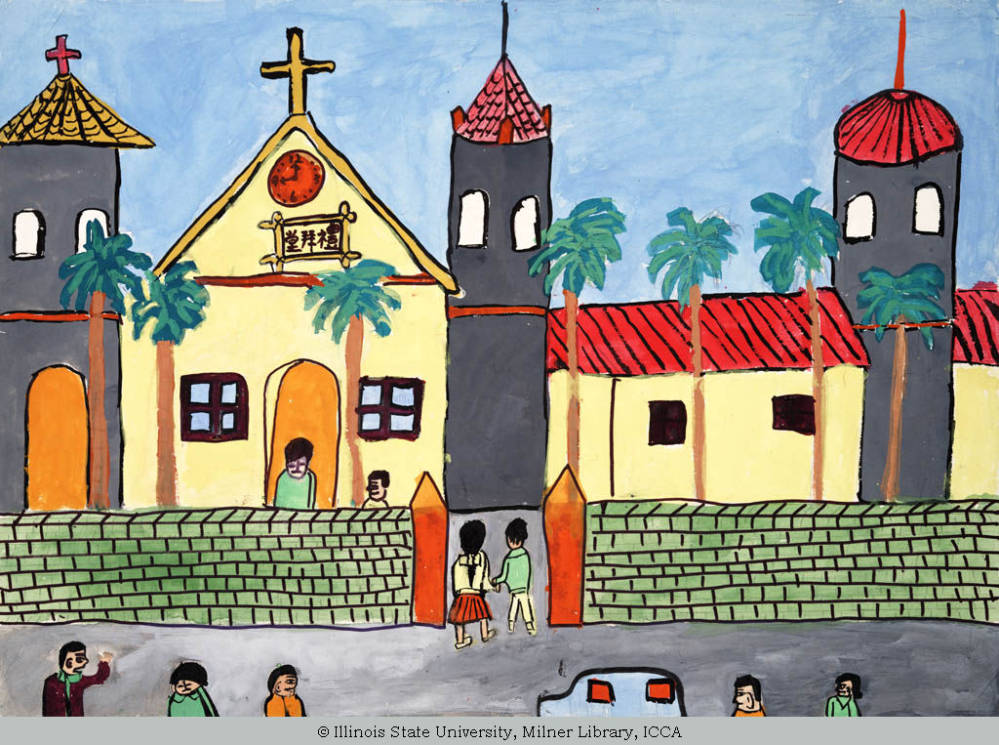 禮拜堂
© Illinois State University, Milner Library, ICCA